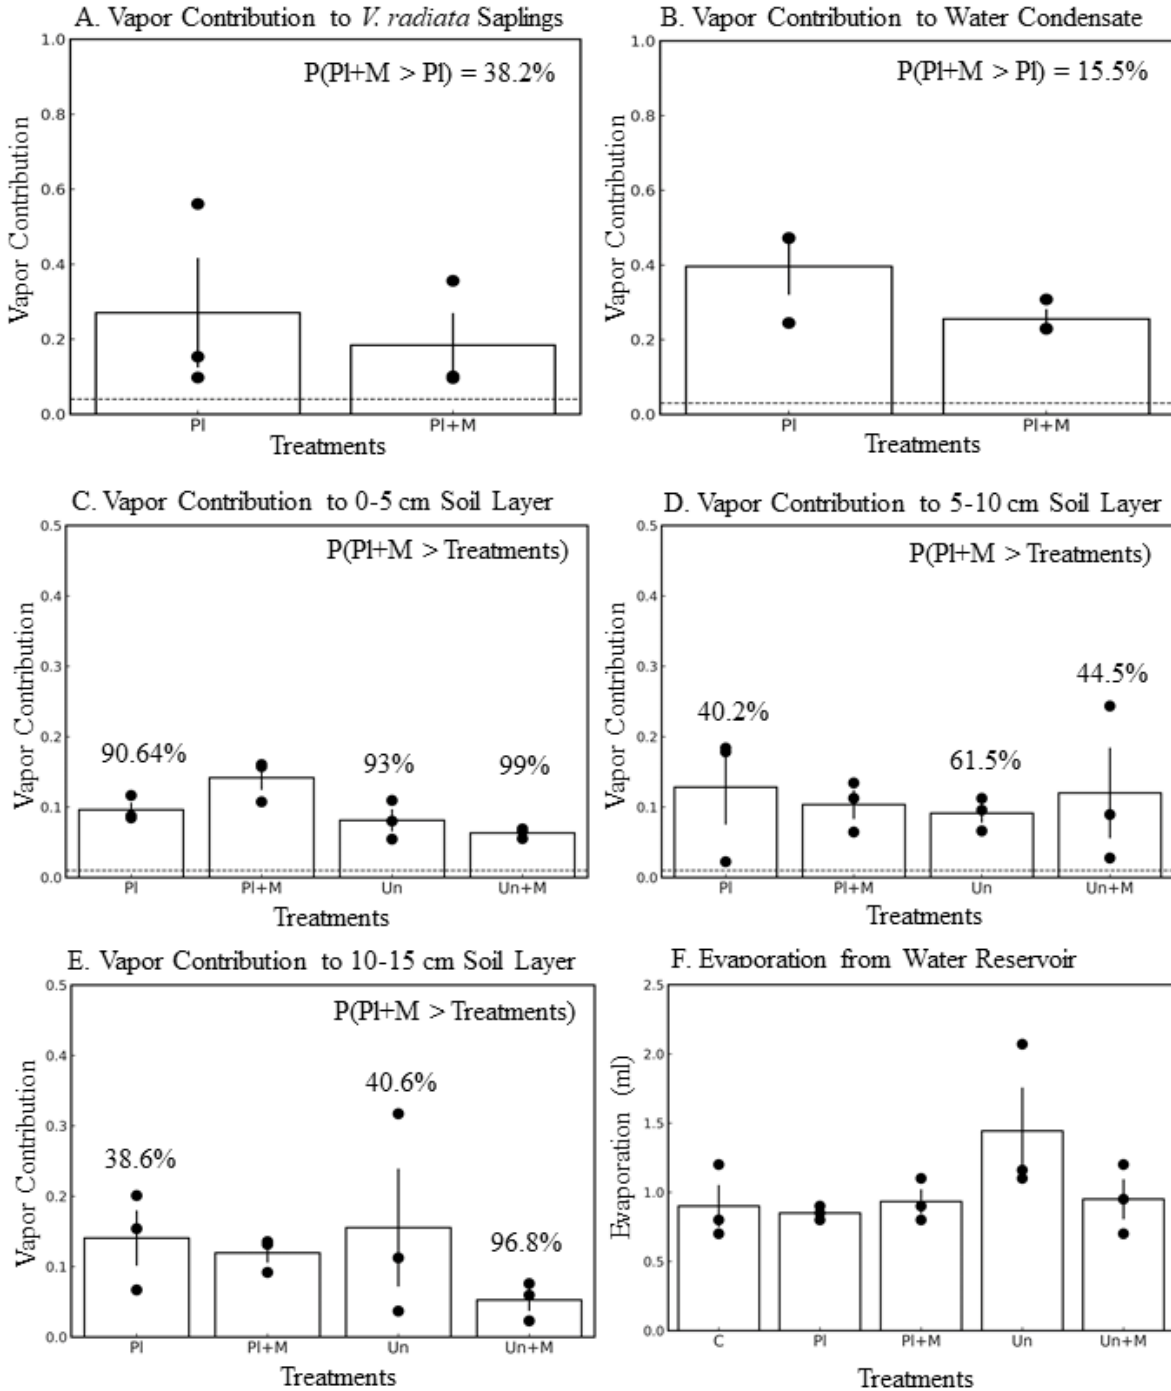 A. Vapor Contribution to V. radiata Saplings
P(Pl+M > Pl) = 38.2%
Vapor Contribution
1.0
0.8
0.6
0.4
0.2
0.0
Pl
Pl+M
Treatments
B. Vapor Contribution to Water Condensate
P(Pl+M > Pl) = 15.5%
Vapor Contribution
1.0
0.8
0.6
0.4
0.2
0.0
Pl
Pl+M
Treatments
C. Vapor Contribution to 0-5 cm Soil Layer
P(Pl+M > Treatments)
Vapor Contribution
0.5
0.4
0.3
0.2
0.1
0.0
90.64%
93%
99%
Pl
Pl+M
Un
Un+M
Treatments
D. Vapor Contribution to 5-10 cm Soil Layer
P(Pl+M > Treatments)
Vapor Contribution
0.5
0.4
0.3
0.2
0.1
0.0
40.2%
61.5%
44.5%
Pl
Pl+M
Un
Un+M
Treatments
E. Vapor Contribution to 10-15 cm Soil Layer
P(Pl+M > Treatments)
Vapor Contribution
0.5
0.4
0.3
0.2
0.1
0.0
38.6%
40.6%
96.8%
Pl
Pl+M
Un
Un+M
Treatments
F. Evaporation from Water Reservoir
Evaporation (ml)
2.5
2.0
1.5
1.0
0.5
0.0
C
Pl
Pl+M
Un
Un+M
Treatments